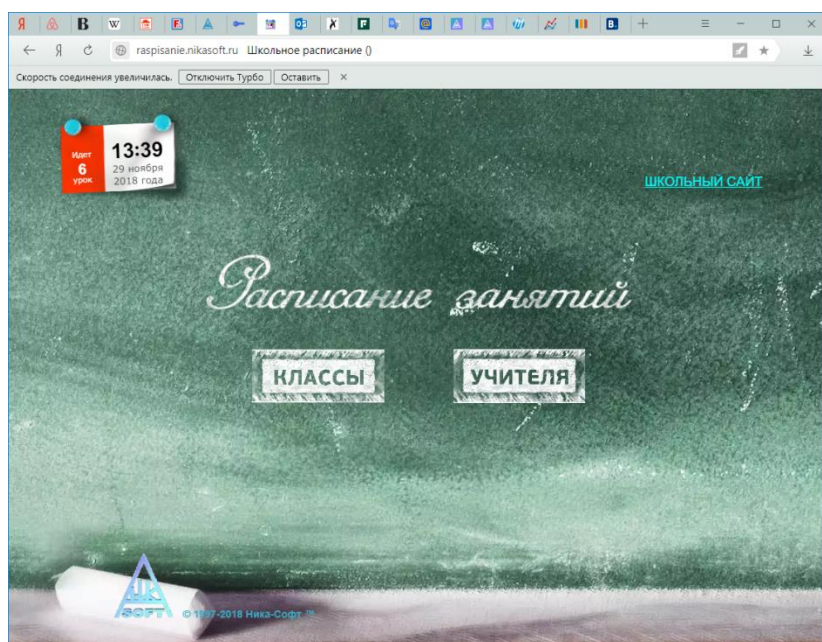 raspisanie.nikasoft.ru Школьное расписание ()
Скорость соединения увеличилась. Отключить Турбо Оставить
Идет
6
урок
13:39
29 ноября
2018 года
ШКОЛЬНЫЙ САЙТ
Расписание занятий
КЛАССЫ УЧИТЕЛЯ
SOFT
© 1997-2018 Ника-Софт ™